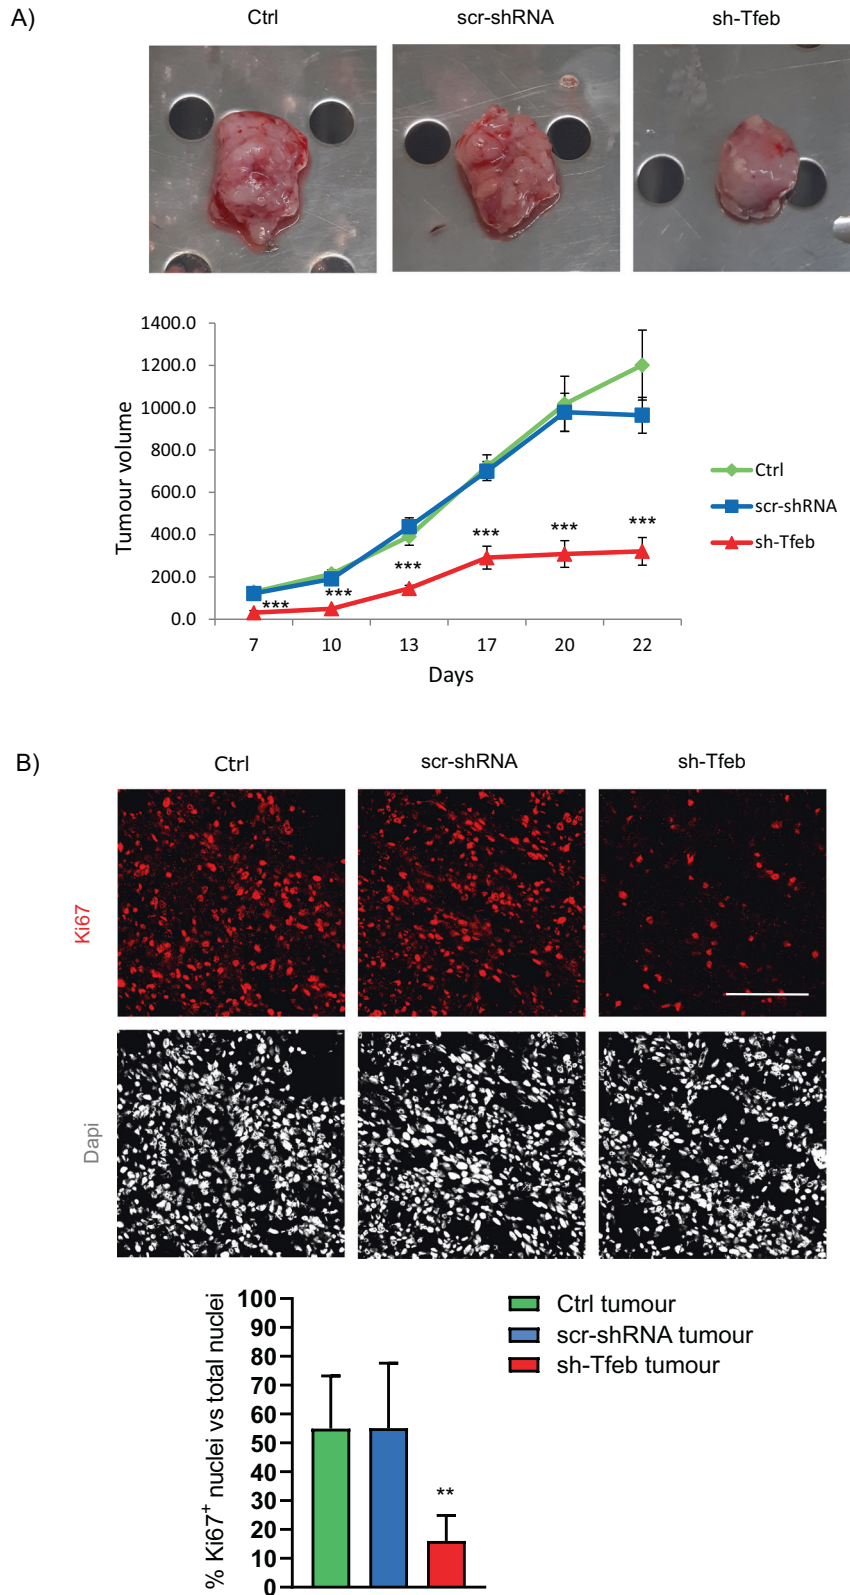 A)
Ctrl
scr-shRNA
sh-Tfeb
1400.0
1200.0
1000.0
800.0
600.0
400.0
200.0
0.0
Tumour volume
***
***
***
***
***
***
7
10
13
17
20
22
Days
Ctrl
scr-shRNA
sh-Tfeb
B)
Ctrl
scr-shRNA
sh-Tfeb
Ki67
Dapi
100
90
80
70
60
50
40
30
20
10
0
% Ki67⁺ nuclei vs total nuclei
**
Ctrl tumour
scr-shRNA tumour
sh-Tfeb tumour